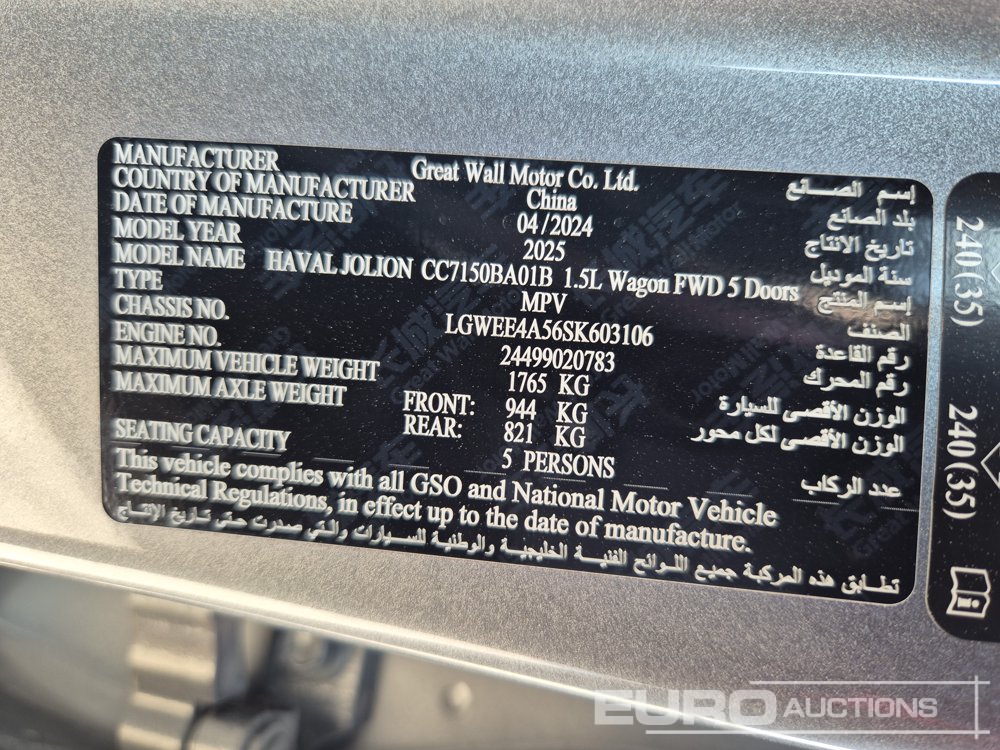 MANUFACTURER Great Wall Motor Co. Ltd. إسم الصانع
COUNTRY OF MANUFACTURER China بلد الصانع
DATE OF MANUFACTURE 04/2024 تاريخ الانتاج
MODEL YEAR 2025 سنة الموديل
MODEL NAME HAVAL JOLION CC7150BA01B 1.5L Wagon FWD 5 Doors إسم المنتج
TYPE MPV الصنف
CHASSIS NO. LGWEE4A56SK603106 رقم القاعدة
ENGINE NO. 24499020783 رقم المحرك
MAXIMUM VEHICLE WEIGHT 1765 KG الوزن الأقصى للسيارة
MAXIMUM AXLE WEIGHT FRONT: 944 KG الوزن الأقصى لكل محور
REAR: 821 KG
SEATING CAPACITY 5 PERSONS عدد الركاب
This vehicle complies with all GSO and National Motor Vehicle
Technical Regulations, in effect up to the date of manufacture.
تطابق هذه المركبة جميع اللوائح الفنية الخليجية والوطنية للسيارات والتي صدرت حتى تاريخ الإنتاج
240(35)
240(35)
EURO AUCTIONS